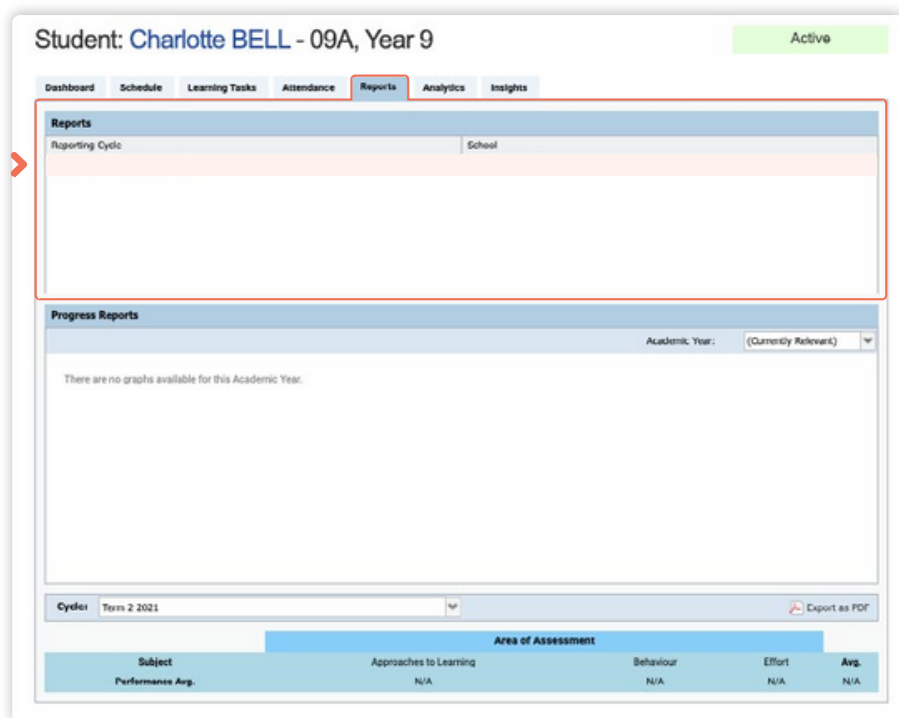 Student: Charlotte BELL - 09A, Year 9
Active
Dashboard Schedule Learning Tasks Attendance Reports Analytics Insights
Reports
Reporting Cycle School
Progress Reports
Academic Year: (Currently Relevant)
There are no graphs available for this Academic Year.
Cycle: Term 2 2021 Export as PDF
Area of Assessment
Subject Approaches to Learning Behaviour Effort Avg.
Performance Avg. N/A N/A N/A N/A